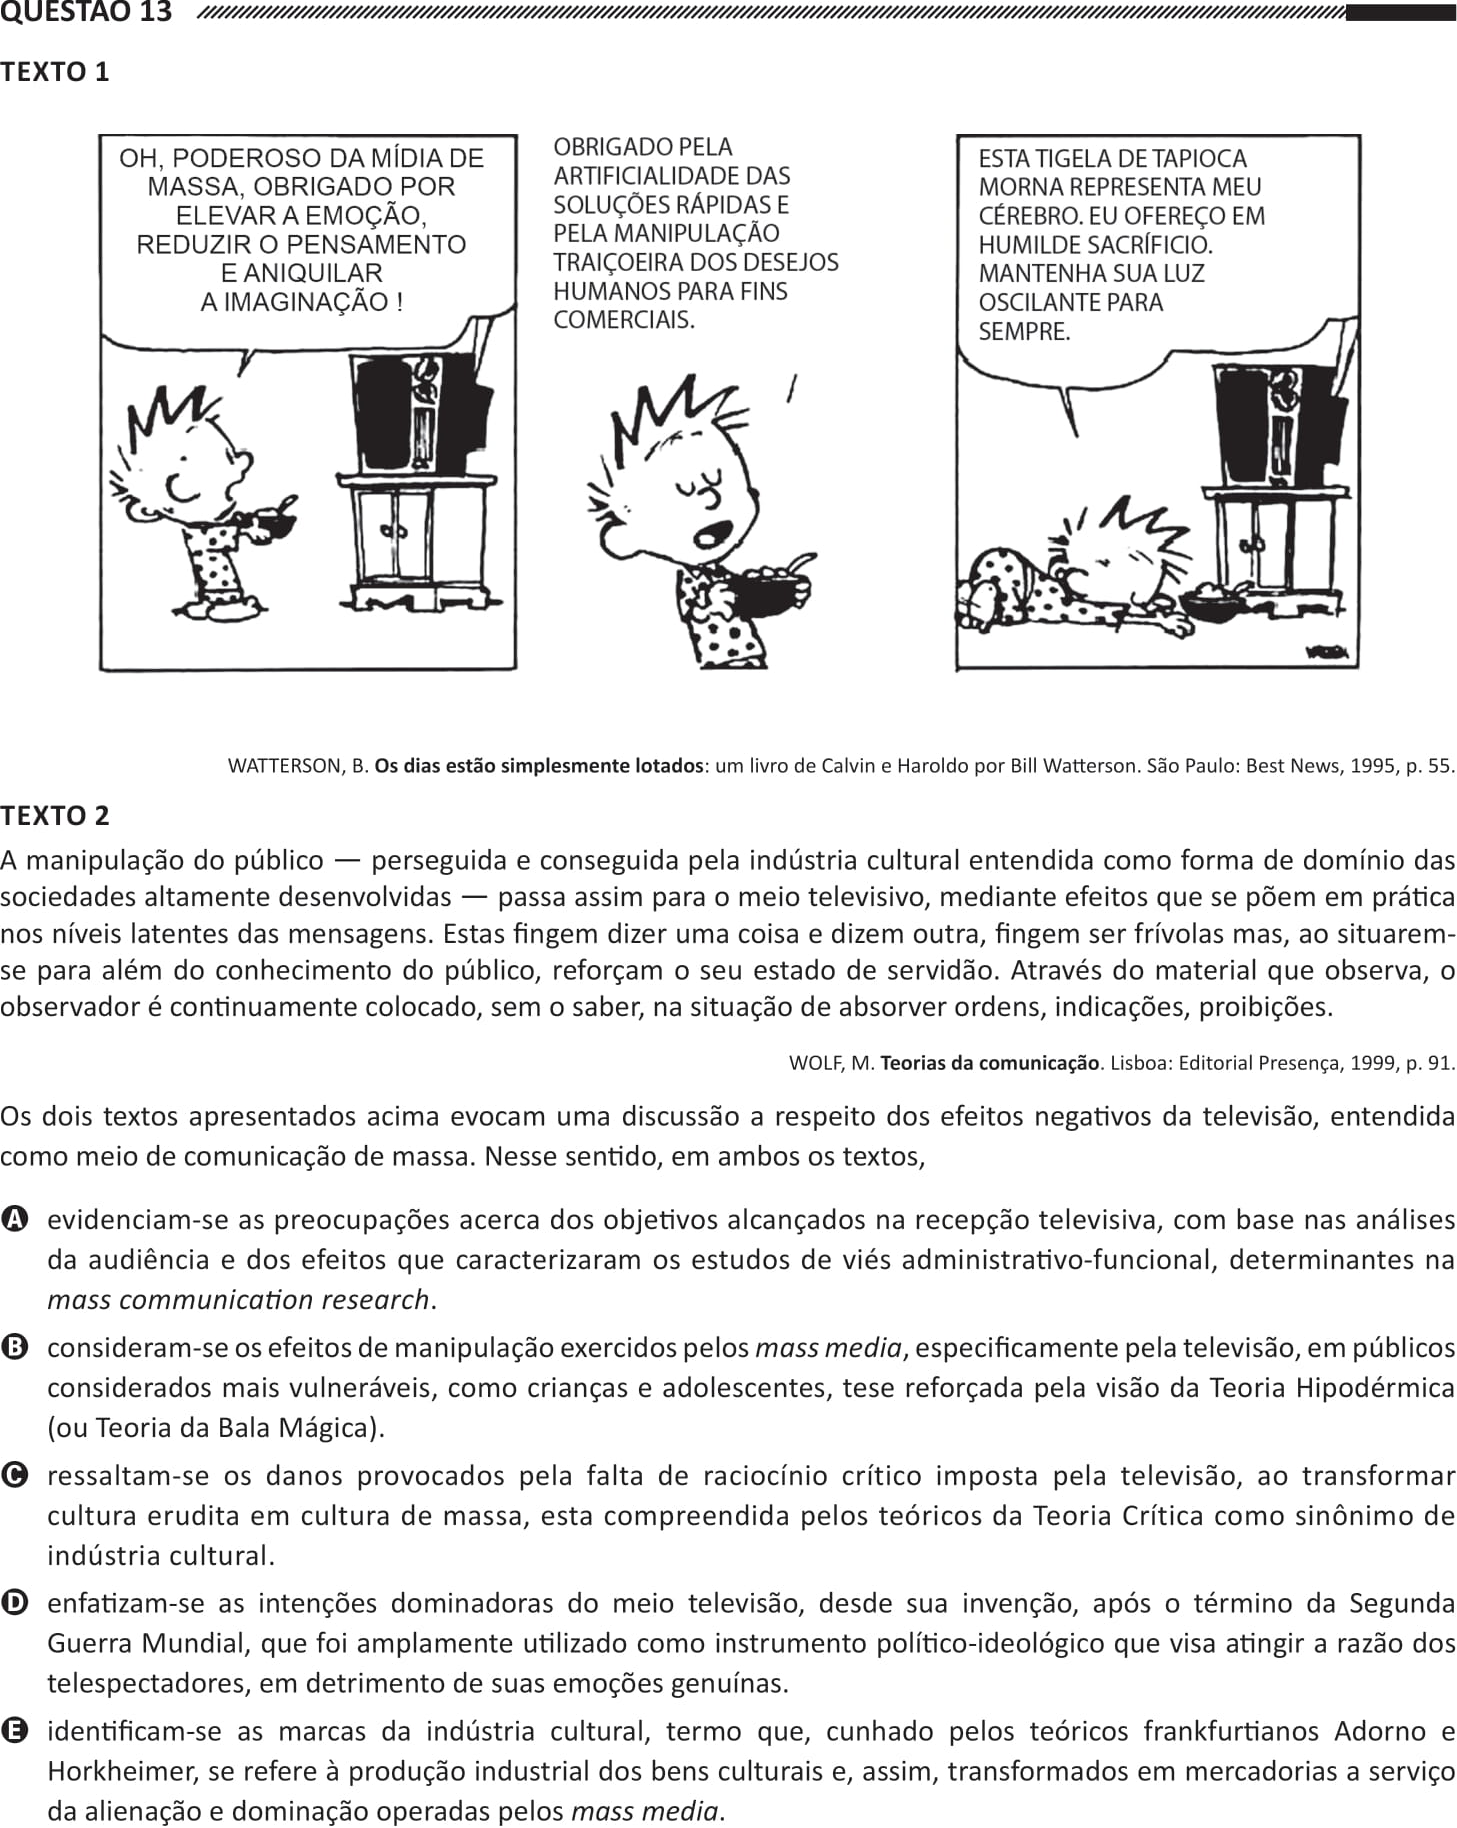 QUESTÃO 13
TEXTO 1
OH, PODEROSO DA MÍDIA DE
MASSA, OBRIGADO POR
ELEVAR A EMOÇÃO,
REDUZIR O PENSAMENTO
E ANIQUILAR
A IMAGINAÇÃO !
OBRIGADO PELA
ARTIFICIALIDADE DAS
SOLUÇÕES RÁPIDAS E
PELA MANIPULAÇÃO
TRAIÇOEIRA DOS DESEJOS
HUMANOS PARA FINS
COMERCIAIS.
ESTA TIGELA DE TAPIOCA
MORNA REPRESENTA MEU
CÉREBRO. EU OFEREÇO EM
HUMILDE SACRÍFICIO.
MANTENHA SUA LUZ
OSCILANTE PARA
SEMPRE.
WATTERSON, B. Os dias estão simplesmente lotados: um livro de Calvin e Haroldo por Bill Watterson. São Paulo: Best News, 1995, p. 55.
TEXTO 2
A manipulação do público — perseguida e conseguida pela indústria cultural entendida como forma de domínio das
sociedades altamente desenvolvidas — passa assim para o meio televisivo, mediante efeitos que se põem em prática
nos níveis latentes das mensagens. Estas fingem dizer uma coisa e dizem outra, fingem ser frívolas mas, ao situarem-
se para além do conhecimento do público, reforçam o seu estado de servidão. Através do material que observa, o
observador é continuamente colocado, sem o saber, na situação de absorver ordens, indicações, proibições.
WOLF, M. Teorias da comunicação. Lisboa: Editorial Presença, 1999, p. 91.
Os dois textos apresentados acima evocam uma discussão a respeito dos efeitos negativos da televisão, entendida
como meio de comunicação de massa. Nesse sentido, em ambos os textos,
A evidenciam-se as preocupações acerca dos objetivos alcançados na recepção televisiva, com base nas análises
da audiência e dos efeitos que caracterizaram os estudos de viés administrativo-funcional, determinantes na
mass communication research.
B consideram-se os efeitos de manipulação exercidos pelos mass media, especificamente pela televisão, em públicos
considerados mais vulneráveis, como crianças e adolescentes, tese reforçada pela visão da Teoria Hipodérmica
(ou Teoria da Bala Mágica).
C ressaltam-se os danos provocados pela falta de raciocínio crítico imposta pela televisão, ao transformar
cultura erudita em cultura de massa, esta compreendida pelos teóricos da Teoria Crítica como sinônimo de
indústria cultural.
D enfatizam-se as intenções dominadoras do meio televisão, desde sua invenção, após o término da Segunda
Guerra Mundial, que foi amplamente utilizado como instrumento político-ideológico que visa atingir a razão dos
telespectadores, em detrimento de suas emoções genuínas.
E identificam-se as marcas da indústria cultural, termo que, cunhado pelos teóricos frankfurtianos Adorno e
Horkheimer, se refere à produção industrial dos bens culturais e, assim, transformados em mercadorias a serviço
da alienação e dominação operadas pelos mass media.